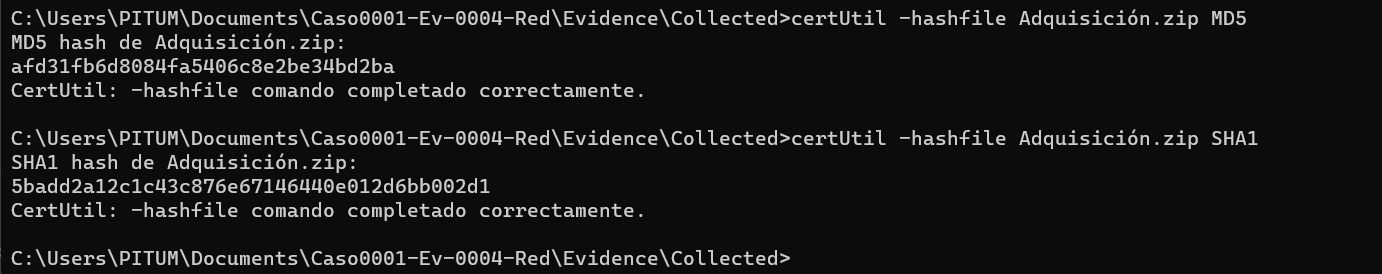 C:\Users\PITUM\Documents\Caso0001-Ev-0004-Red\Evidence\Collected>certUtil -hashfile Adquisición.zip MD5
MD5 hash de Adquisición.zip:
afd31fb6d8084fa5406c8e2be34bd2ba
CertUtil: -hashfile comando completado correctamente.
C:\Users\PITUM\Documents\Caso0001-Ev-0004-Red\Evidence\Collected>certUtil -hashfile Adquisición.zip SHA1
SHA1 hash de Adquisición.zip:
5badd2a12c1c43c876e67146440e012d6bb002d1
CertUtil: -hashfile comando completado correctamente.
C:\Users\PITUM\Documents\Caso0001-Ev-0004-Red\Evidence\Collected>